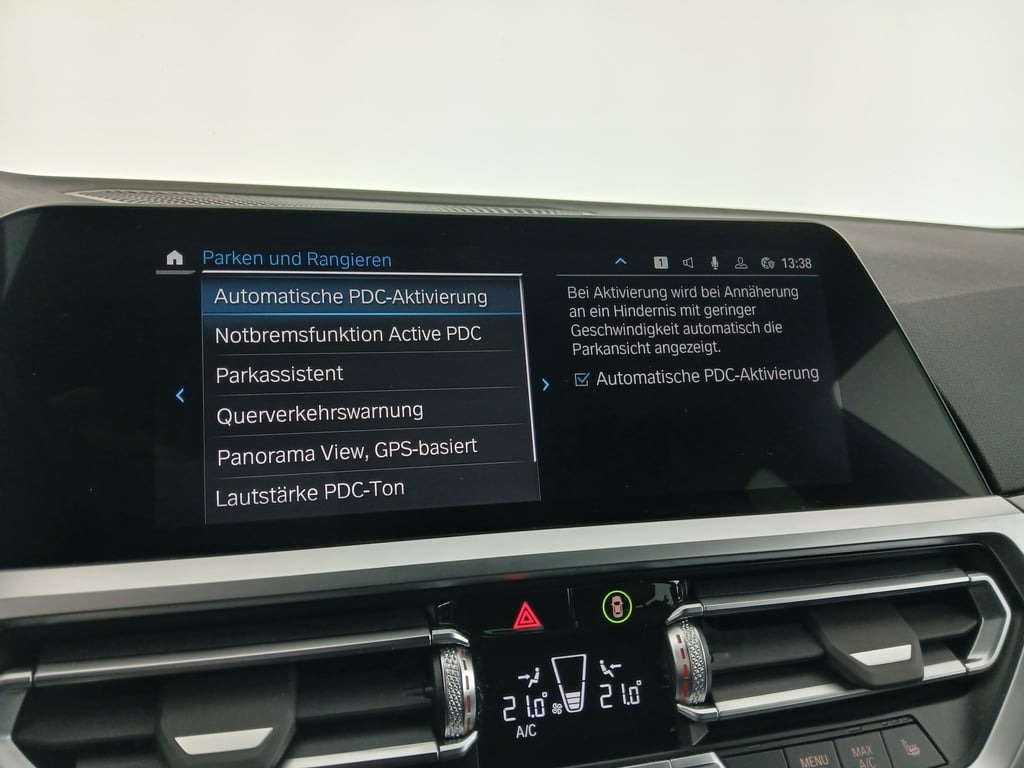 Parken und Rangieren
1 13:38
Automatische PDC-Aktivierung
Notbremsfunktion Active PDC
Parkassistent
Querverkehrswarnung
Panorama View, GPS-basiert
Lautstärke PDC-Ton
Bei Aktivierung wird bei Annäherung
an ein Hindernis mit geringer
Geschwindigkeit automatisch die
Parkansicht angezeigt.
Automatische PDC-Aktivierung
21.0° 21.0°
A/C
MENU
MAX
A/C